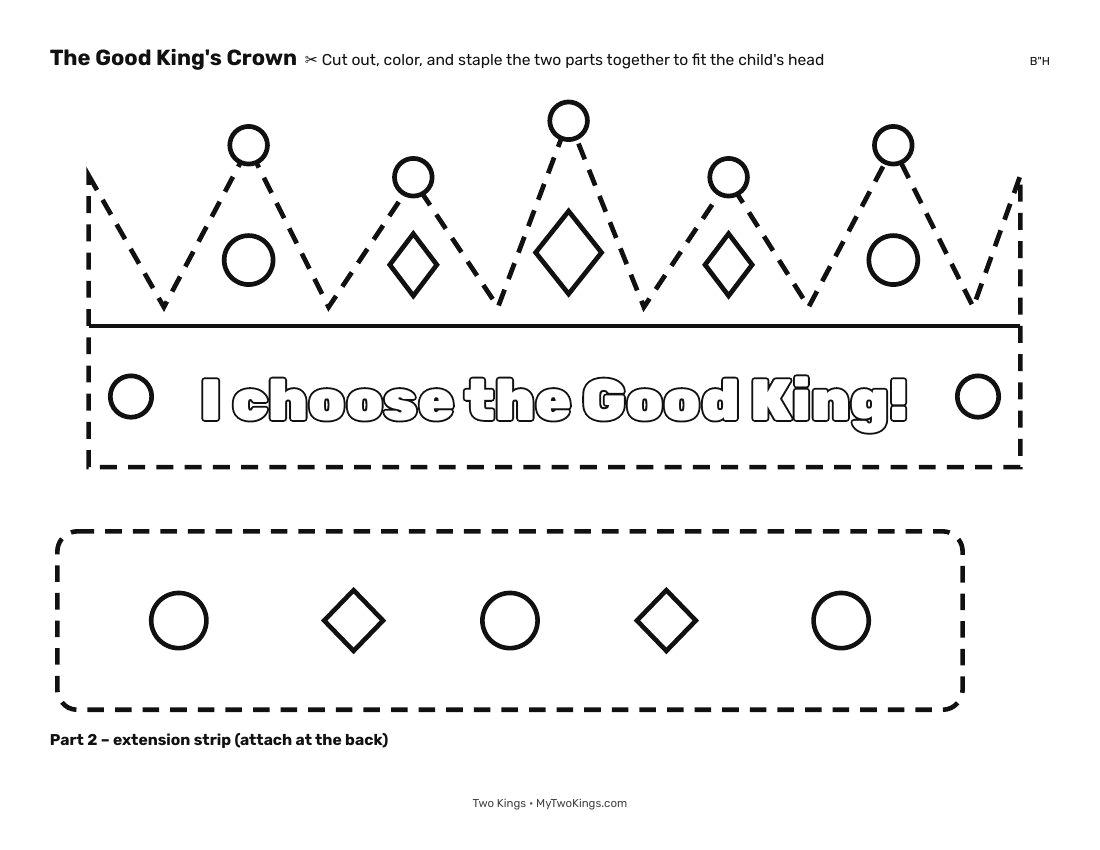 The Good King's Crown ✂ Cut out, color, and staple the two parts together to fit the child's head
B"H
I choose the Good King!
Part 2 – extension strip (attach at the back)
Two Kings • MyTwoKings.com